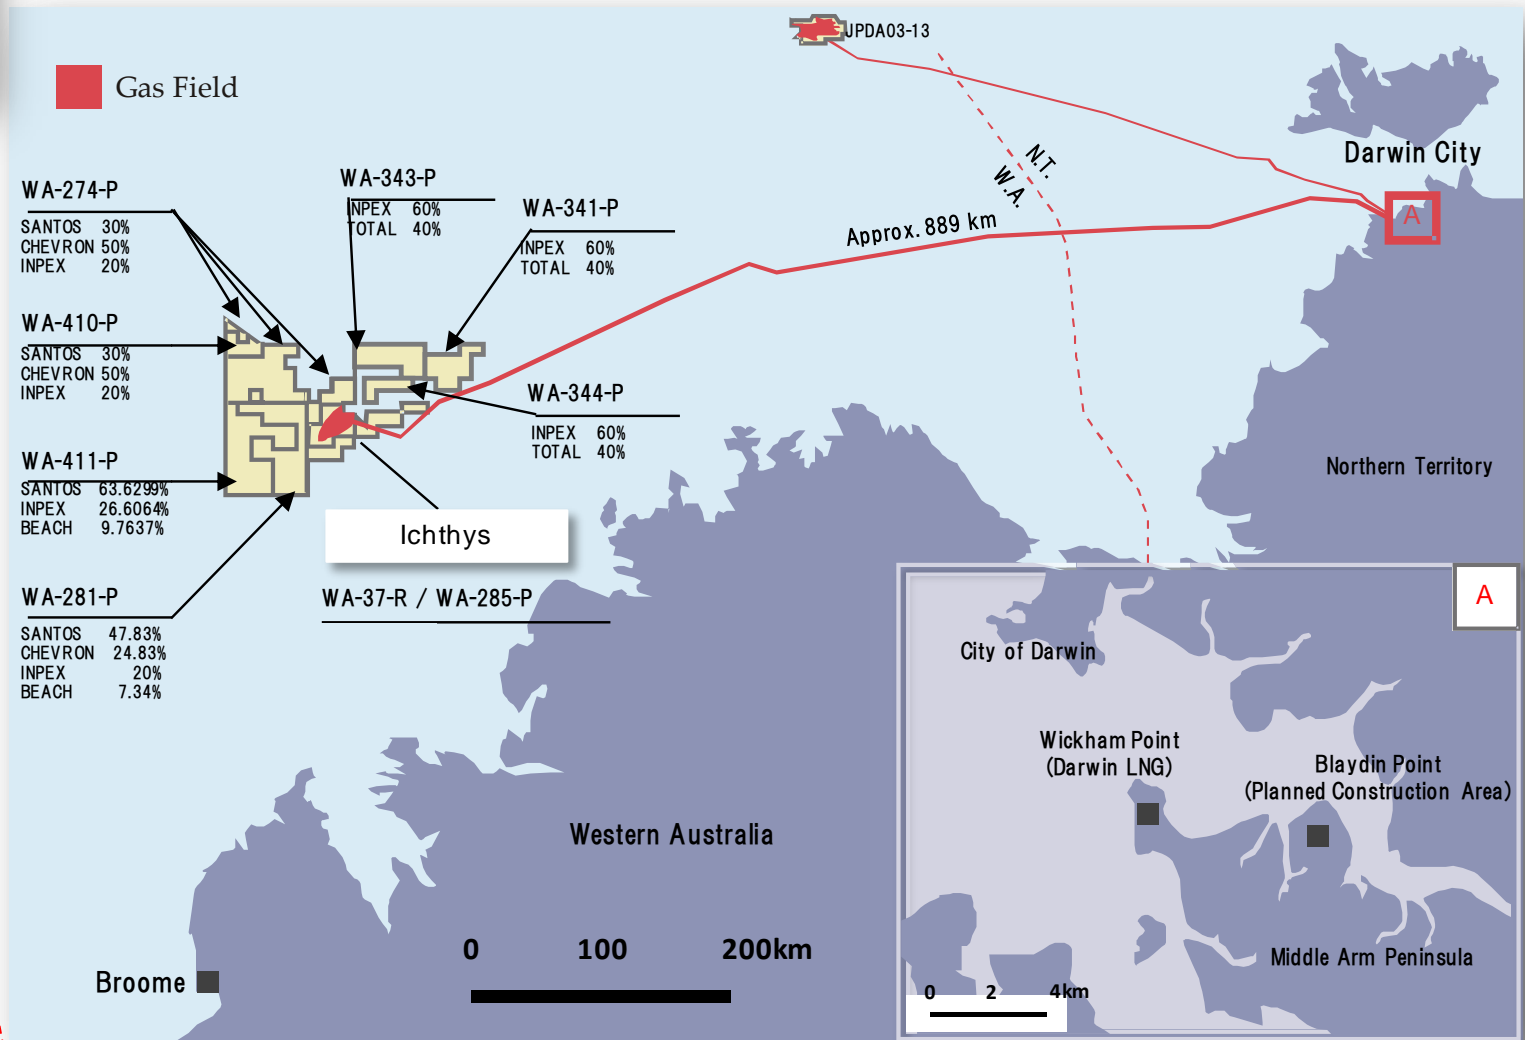 JPDA03-13
Gas Field
Darwin City
N.T.
W.A.
A
Approx. 889 km
WA-274-P
SANTOS 30%
CHEVRON 50%
INPEX 20%
WA-343-P
INPEX 60%
TOTAL 40%
WA-341-P
INPEX 60%
TOTAL 40%
WA-410-P
SANTOS 30%
CHEVRON 50%
INPEX 20%
WA-344-P
INPEX 60%
TOTAL 40%
WA-411-P
SANTOS 63.6299%
INPEX 26.6064%
BEACH 9.7637%
Northern Territory
Ichthys
WA-37-R / WA-285-P
WA-281-P
SANTOS 47.83%
CHEVRON 24.83%
INPEX 20%
BEACH 7.34%
A
City of Darwin
Wickham Point
(Darwin LNG)
Blaydin Point
(Planned Construction Area)
Western Australia
Middle Arm Peninsula
0 100 200km
Broome
0 2 4km